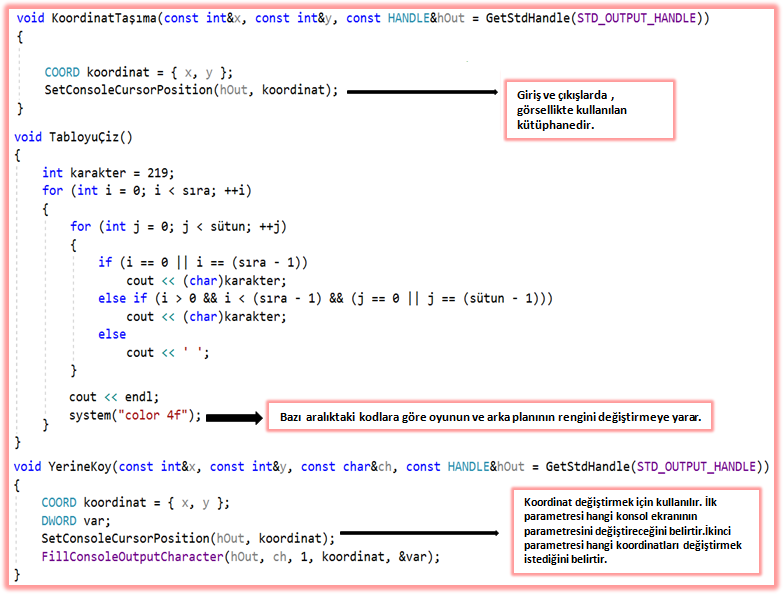 void KoordinatTaşıma(const int&x, const int&y, const HANDLE&hOut = GetStdHandle(STD_OUTPUT_HANDLE))
{
COORD koordinat = { x, y };
SetConsoleCursorPosition(hOut, koordinat);
}
Giriş ve çıkışlarda ,
görsellikte kullanılan
kütüphanedir.
void TabloyuÇiz()
{
int karakter = 219;
for (int i = 0; i < sıra; ++i)
{
for (int j = 0; j < sütun; ++j)
{
if (i == 0 || i == (sıra - 1))
cout << (char)karakter;
else if (i > 0 && i < (sıra - 1) && (j == 0 || j == (sütun - 1)))
cout << (char)karakter;
else
cout << ' ';
}
cout << endl;
system("color 4f");
}
}
Bazı aralıktaki kodlara göre oyunun ve arka planının rengini değiştirmeye yarar.
void YerineKoy(const int&x, const int&y, const char&ch, const HANDLE&hOut = GetStdHandle(STD_OUTPUT_HANDLE))
{
COORD koordinat = { x, y };
DWORD var;
SetConsoleCursorPosition(hOut, koordinat);
FillConsoleOutputCharacter(hOut, ch, 1, koordinat, &var);
}
Koordinat değiştirmek için kullanılır. İlk
parametresi hangi konsol ekranının
parametresini değiştireceğini belirtir.İkinci
parametresi hangi koordinatları değiştirmek
istediğini belirtir.